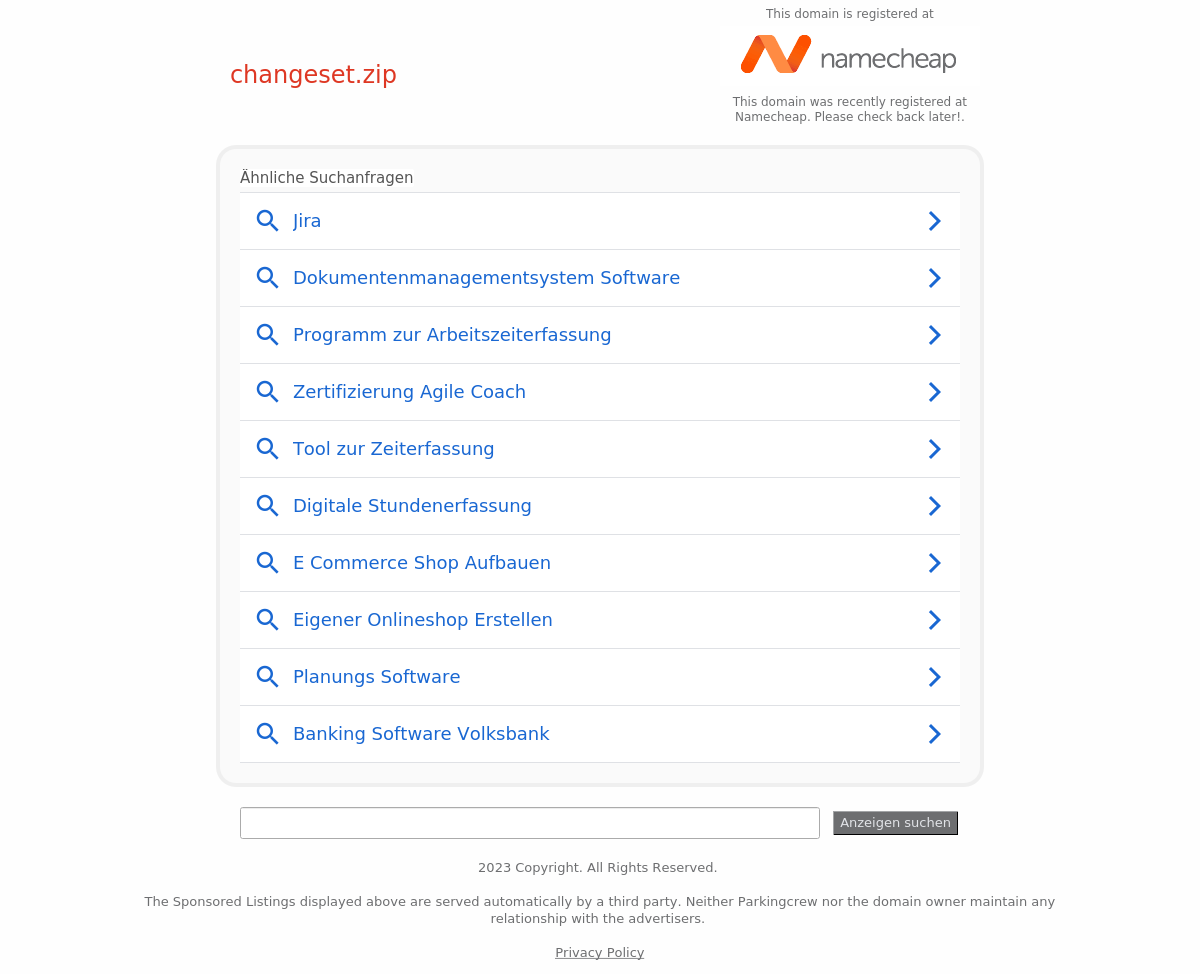 This domain is registered at
namecheap
changeset.zip
This domain was recently registered at
Namecheap. Please check back later!.
Ähnliche Suchanfragen
Jira
Dokumentenmanagementsystem Software
Programm zur Arbeitszeiterfassung
Zertifizierung Agile Coach
Tool zur Zeiterfassung
Digitale Stundenerfassung
E Commerce Shop Aufbauen
Eigener Onlineshop Erstellen
Planungs Software
Banking Software Volksbank
Anzeigen suchen
2023 Copyright. All Rights Reserved.
The Sponsored Listings displayed above are served automatically by a third party. Neither Parkingcrew nor the domain owner maintain any
relationship with the advertisers.
Privacy Policy